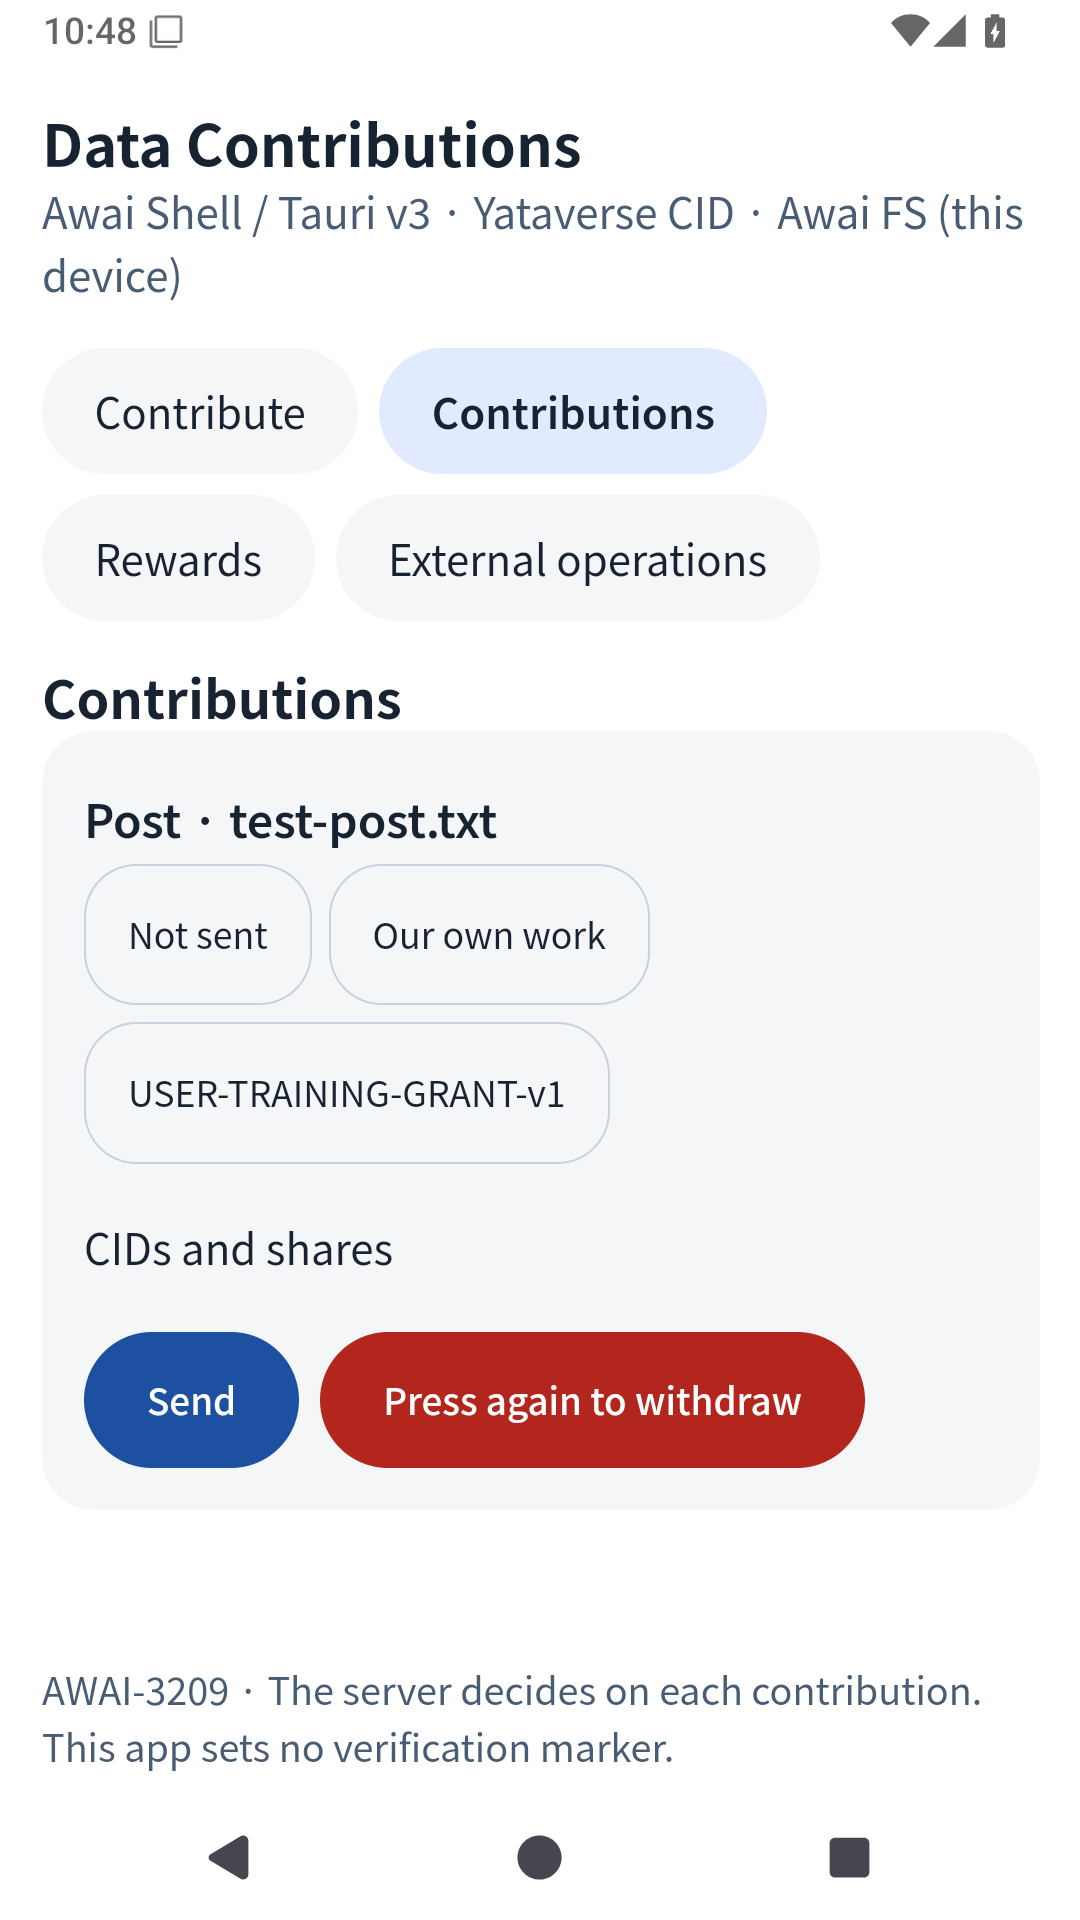 10:48
Data Contributions
Awai Shell / Tauri v3 · Yataverse CID · Awai FS (this
device)
Contribute
Contributions
Rewards
External operations
Contributions
Post · test-post.txt
Not sent
Our own work
USER-TRAINING-GRANT-v1
CIDs and shares
Send
Press again to withdraw
AWAI-3209 · The server decides on each contribution.
This app sets no verification marker.